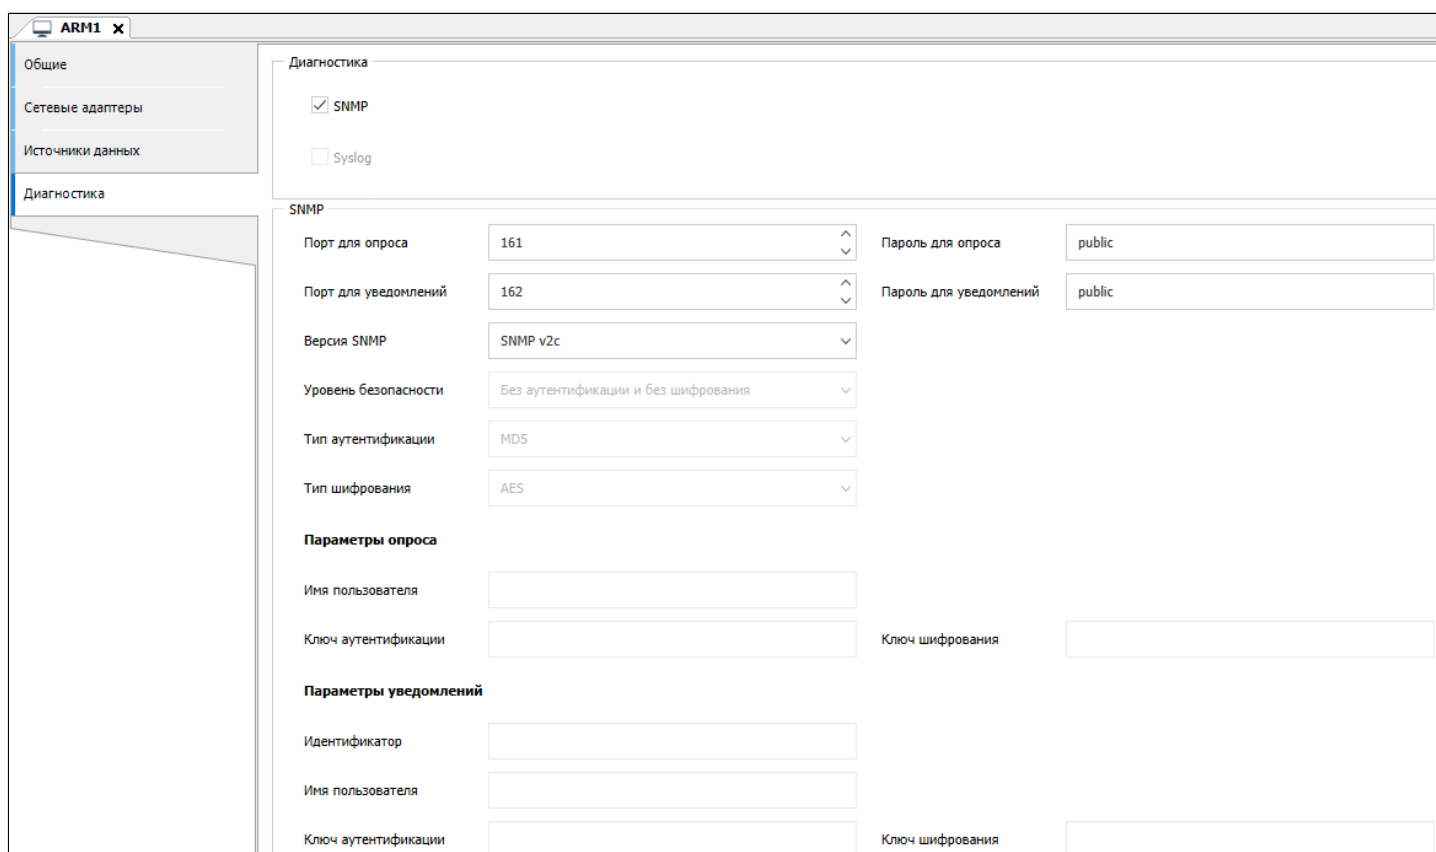 ARM1
Общие
Сетевые адаптеры
Источники данных
Диагностика
Диагностика
SNMP
Syslog
SNMP
Порт для опроса 161 Пароль для опроса public
Порт для уведомлений 162 Пароль для уведомлений public
Версия SNMP SNMP v2c
Уровень безопасности Без аутентификации и без шифрования
Тип аутентификации MD5
Тип шифрования AES
Параметры опроса
Имя пользователя
Ключ аутентификации Ключ шифрования
Параметры уведомлений
Идентификатор
Имя пользователя
Ключ аутентификации Ключ шифрования